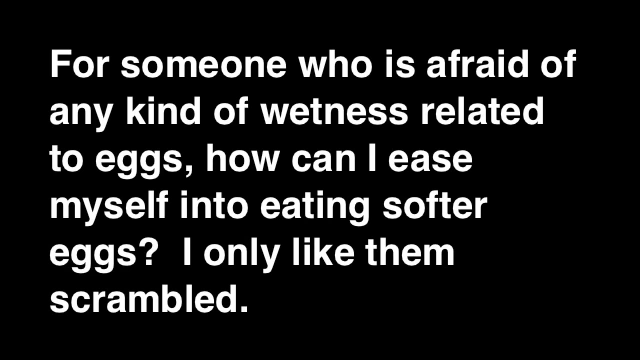 For someone who is afraid of
any kind of wetness related
to eggs, how can I ease
myself into eating softer
eggs?  I only like them
scrambled.